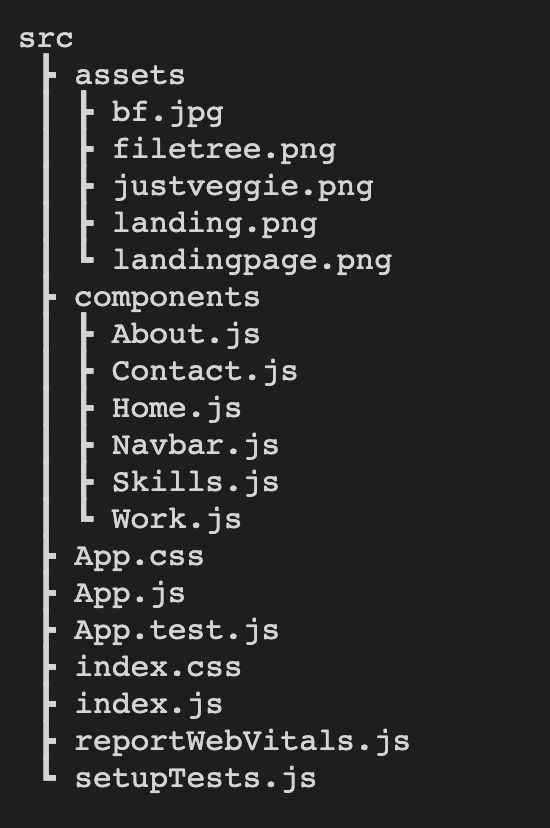 src
assets
bf.jpg
filetree.png
justveggie.png
landing.png
landingpage.png
components
About.js
Contact.js
Home.js
Navbar.js
Skills.js
Work.js
App.css
App.js
App.test.js
index.css
index.js
reportWebVitals.js
setupTests.js